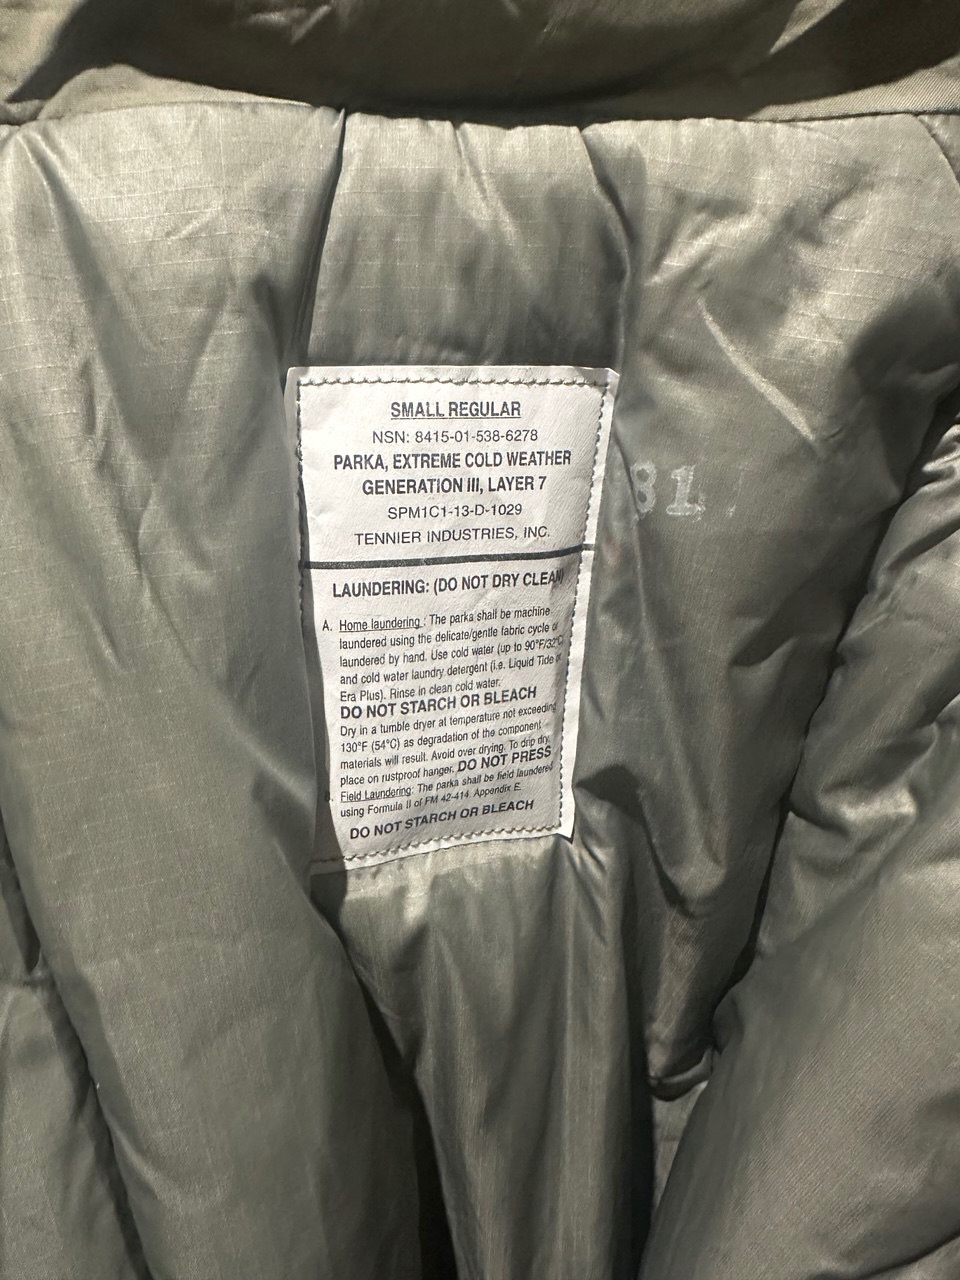 SMALL REGULAR
NSN: 8415-01-538-6278
PARKA, EXTREME COLD WEATHER
GENERATION III, LAYER 7
SPM1C1-13-D-1029
TENNIER INDUSTRIES, INC.
LAUNDERING: (DO NOT DRY CLEAN)
A. Home laundering : The parka shall be machine
laundered using the delicate/gentle fabric cycle or
laundered by hand. Use cold water (up to 90°F/32°C)
and cold water laundry detergent (i.e. Liquid Tide or
Era Plus). Rinse in clean cold water.
DO NOT STARCH OR BLEACH
Dry in a tumble dryer at temperature not exceeding
130°F (54°C) as degradation of the component
materials will result. Avoid over drying. To drip dry,
place on rustproof hanger. DO NOT PRESS
Field Laundering: The parka shall be field laundered
using Formula II of FM 42-414, Appendix E.
DO NOT STARCH OR BLEACH
81